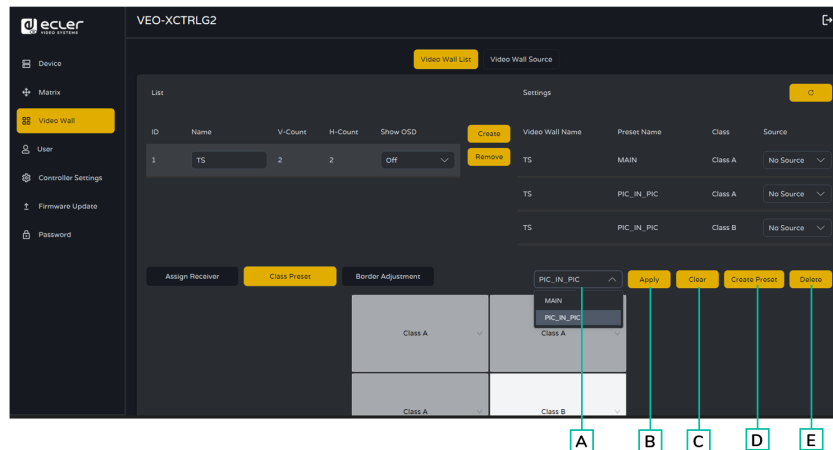 ecler
VIDEO SYSTEMS
VEO-XCTRLG2
Device
Matrix
Video Wall
User
Controller Settings
Firmware Update
Password
Video Wall List Video Wall Source
List
ID Name V-Count H-Count Show OSD Create
1 TS 2 2 Off Remove
Settings
Video Wall Name Preset Name Class Source
TS MAIN Class A No Source
TS PIC_IN_PIC Class A No Source
TS PIC_IN_PIC Class B No Source
Assign Receiver Class Preset Border Adjustment PIC_IN_PIC Apply Clear Create Preset Delete
MAIN
PIC_IN_PIC
Class A Class A
Class A Class B
A B C D E